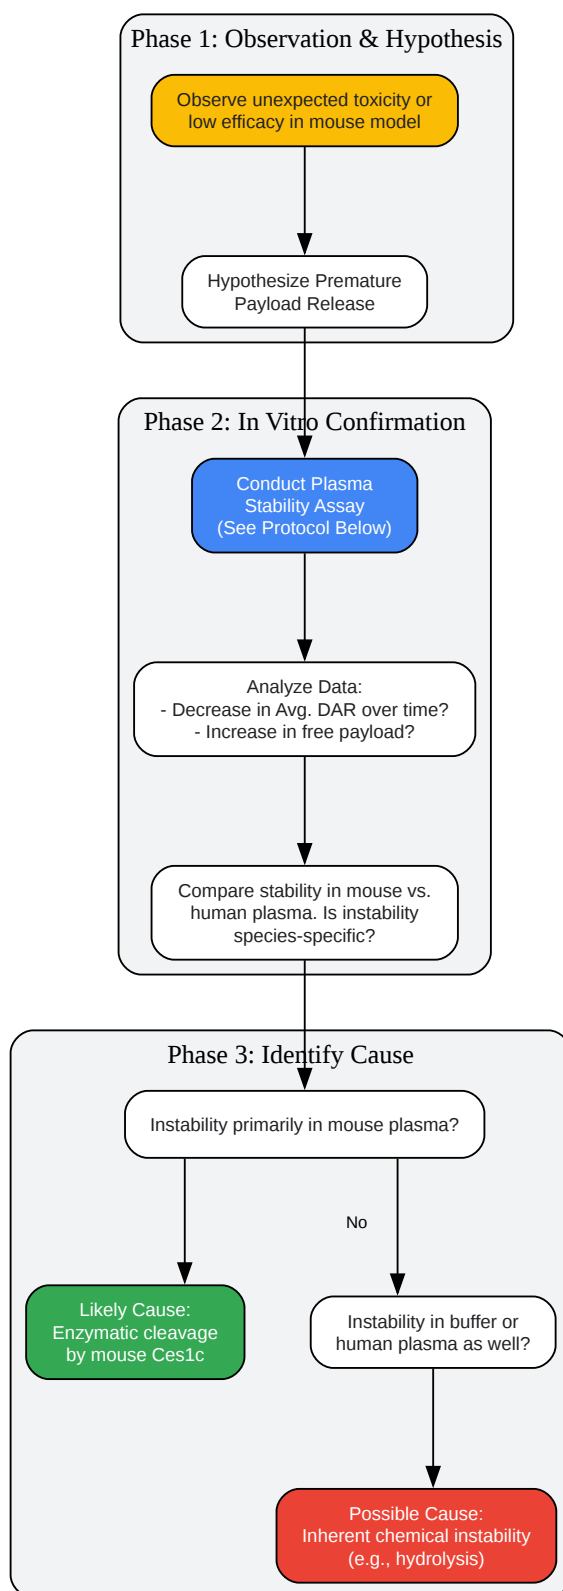 Phase 1: Observation & Hypothesis
Observe unexpected toxicity or
low efficacy in mouse model
Hypothesize Premature
Payload Release
Phase 2: In Vitro Confirmation
Conduct Plasma
Stability Assay
(See Protocol Below)
Analyze Data:
- Decrease in Avg. DAR over time?
- Increase in free payload?
Compare stability in mouse vs.
human plasma. Is instability
species-specific?
Phase 3: Identify Cause
Instability primarily in mouse plasma?
No
Likely Cause:
Enzymatic cleavage
by mouse Ces1c
Instability in buffer or
human plasma as well?
Possible Cause:
Inherent chemical instability
(e.g., hydrolysis)